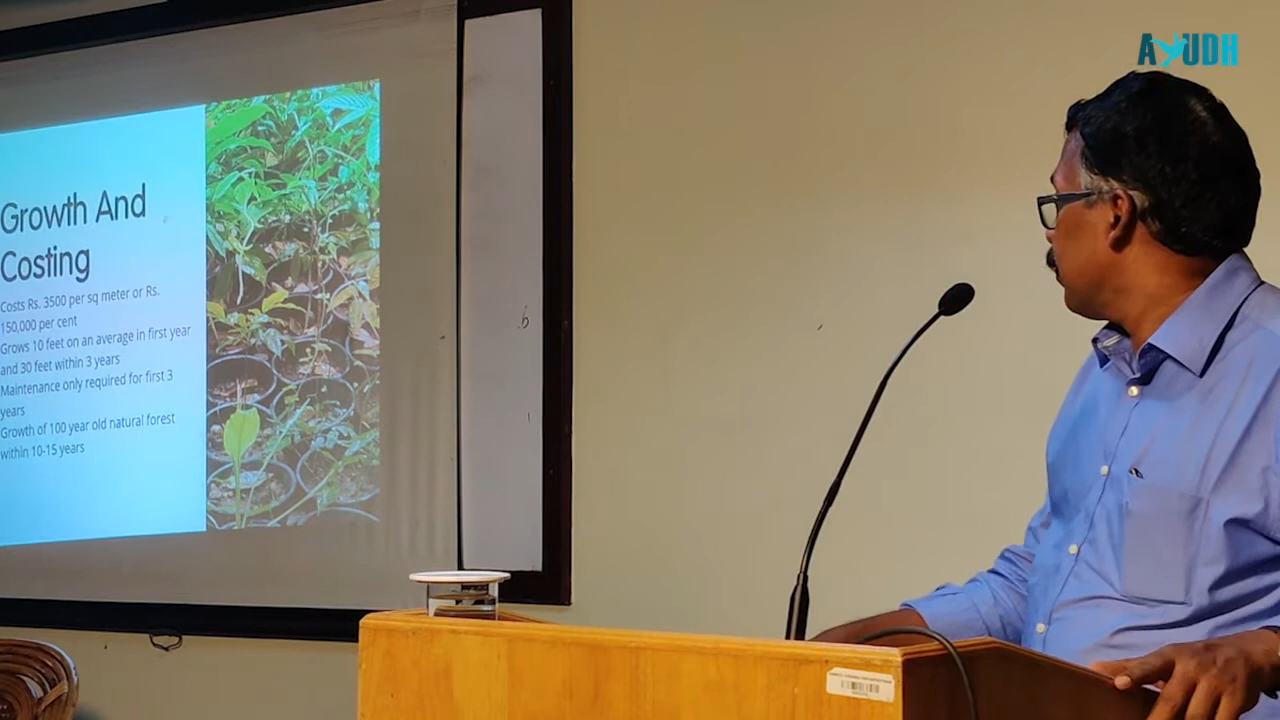 AYUDH
Growth And
Costing
Costs Rs. 3500 per sq meter or Rs.
150,000 per cent
Grows 10 feet on an average in first year
and 30 feet within 3 years
Maintenance only required for first 3
years
Growth of 100 year old natural forest
within 10-15 years